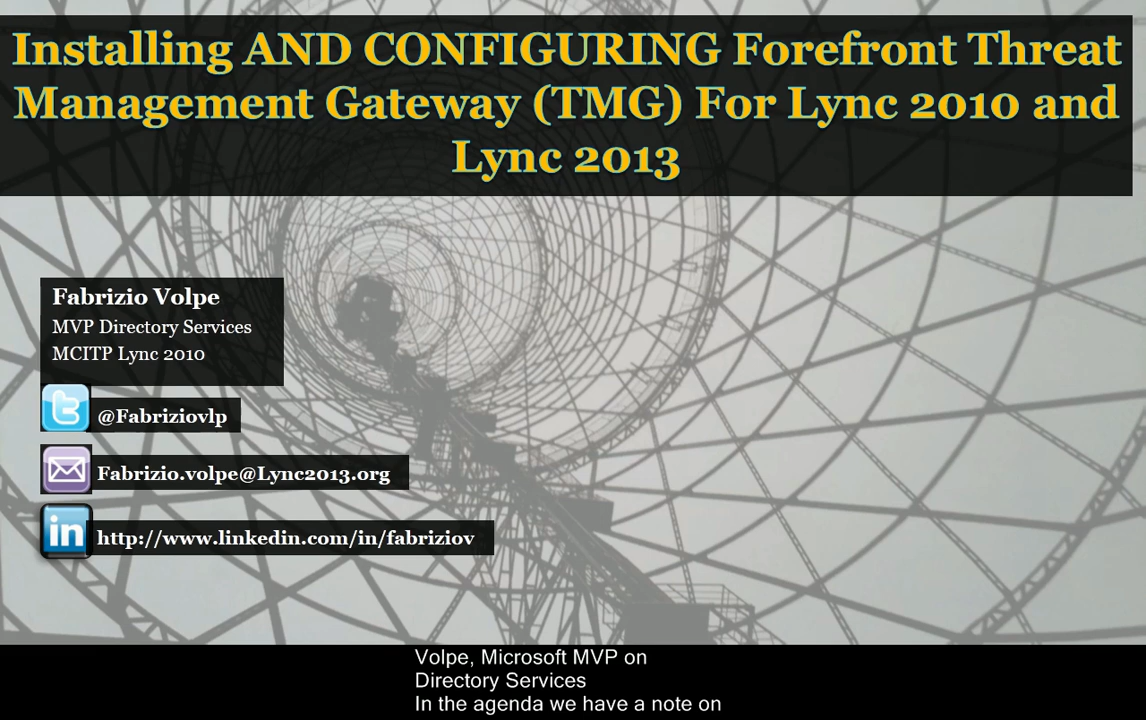 Installing AND CONFIGURING Forefront Threat
Management Gateway (TMG) For Lync 2010 and
Lync 2013
Fabrizio Volpe
MVP Directory Services
MCITP Lync 2010
@Fabriziovlp
Fabrizio.volpe@Lync2013.org
in
http://www.linkedin.com/in/fabriziov
Volpe, Microsoft MVP on
Directory Services
In the agenda we have a note on